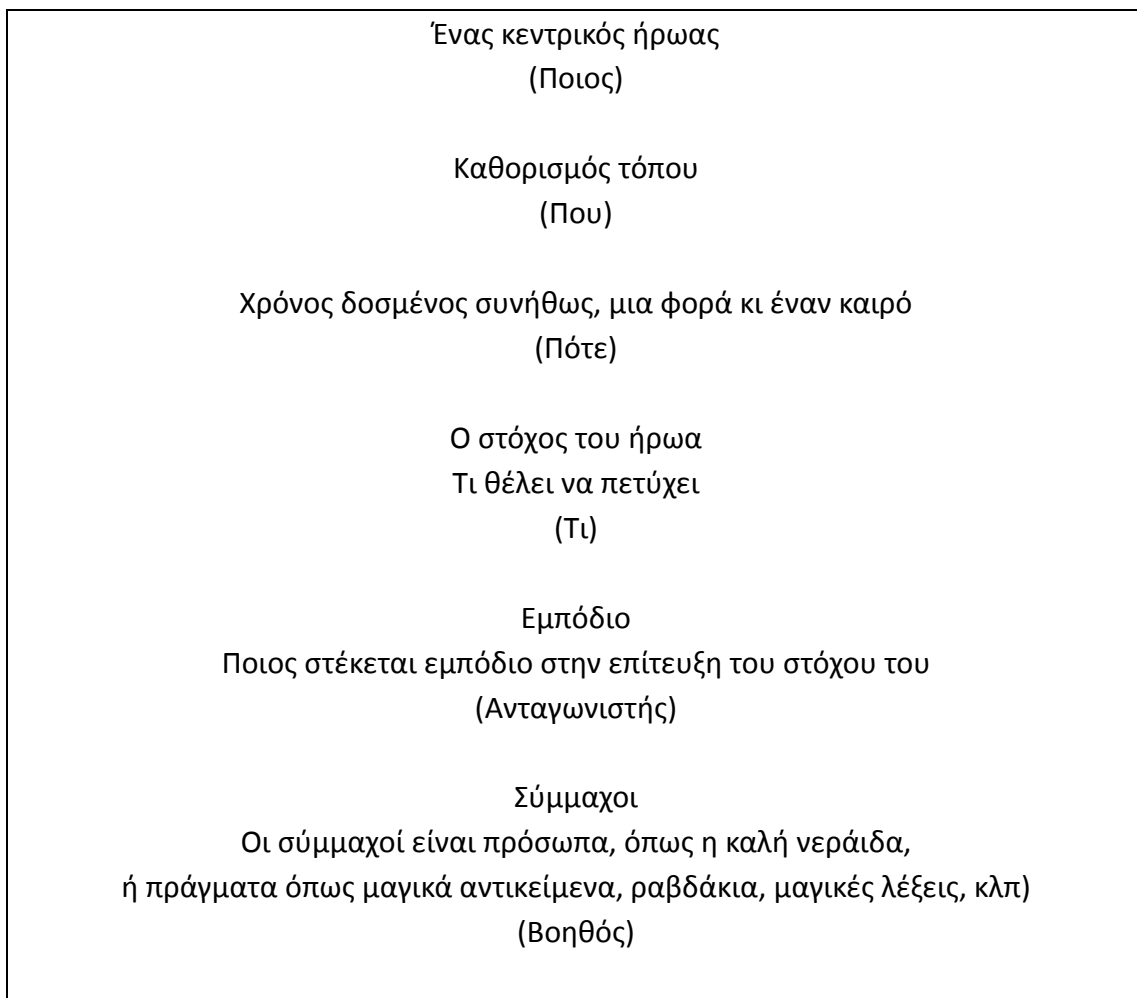 Ένας κεντρικός ήρωας
(Ποιος)
Καθορισμός τόπου
(Που)
Χρόνος δοσμένος συνήθως, μια φορά κι έναν καιρό
(Πότε)
Ο στόχος του ήρωα
Τι θέλει να πετύχει
(Τι)
Εμπόδιο
Ποιος στέκεται εμπόδιο στην επίτευξη του στόχου του
(Ανταγωνιστής)
Σύμμαχοι
Οι σύμμαχοί είναι πρόσωπα, όπως η καλή νεράιδα,
ή πράγματα όπως μαγικά αντικείμενα, ραβδάκια, μαγικές λέξεις, κλπ)
(Βοηθός)